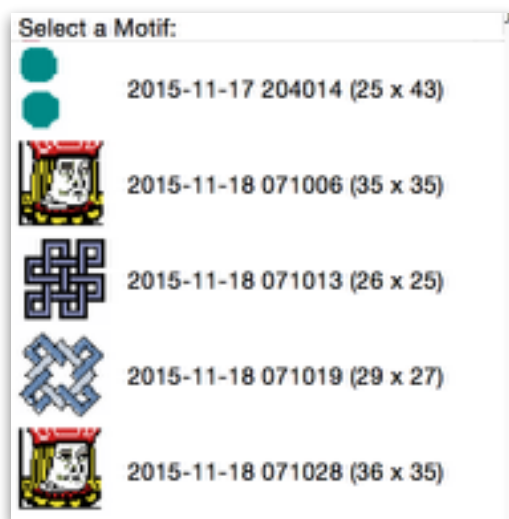 Select a Motif:
2015-11-17 204014 (25 x 43)
2015-11-18 071006 (35 x 35)
2015-11-18 071013 (26 x 25)
2015-11-18 071019 (29 x 27)
2015-11-18 071028 (36 x 35)